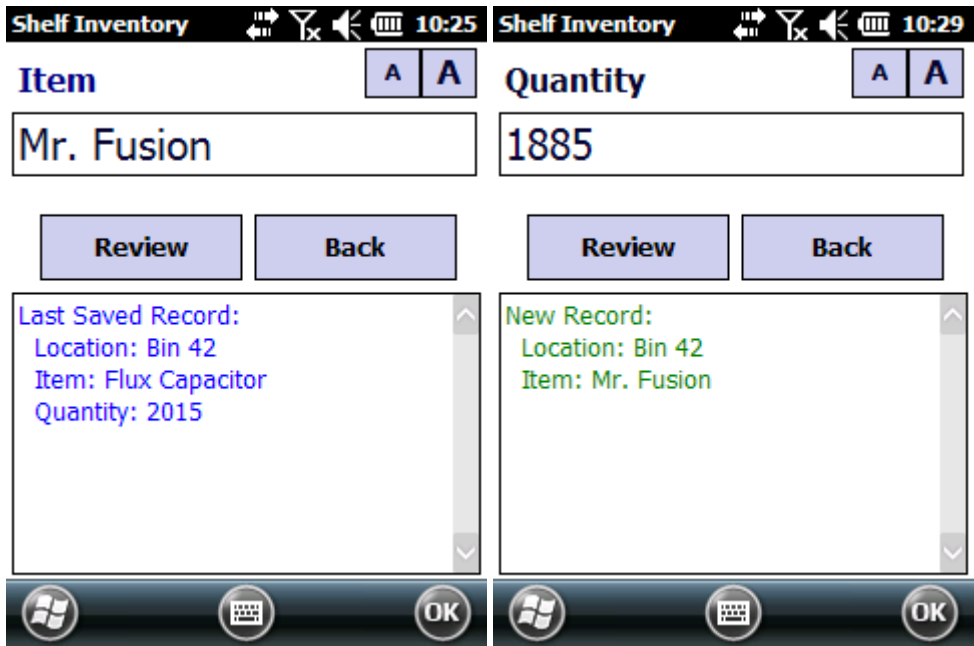 Shelf Inventory 10:25
Item A A
Mr. Fusion
Review Back
Last Saved Record:
Location: Bin 42
Item: Flux Capacitor
Quantity: 2015
OK
Shelf Inventory 10:29
Quantity A A
1885
Review Back
New Record:
Location: Bin 42
Item: Mr. Fusion
OK